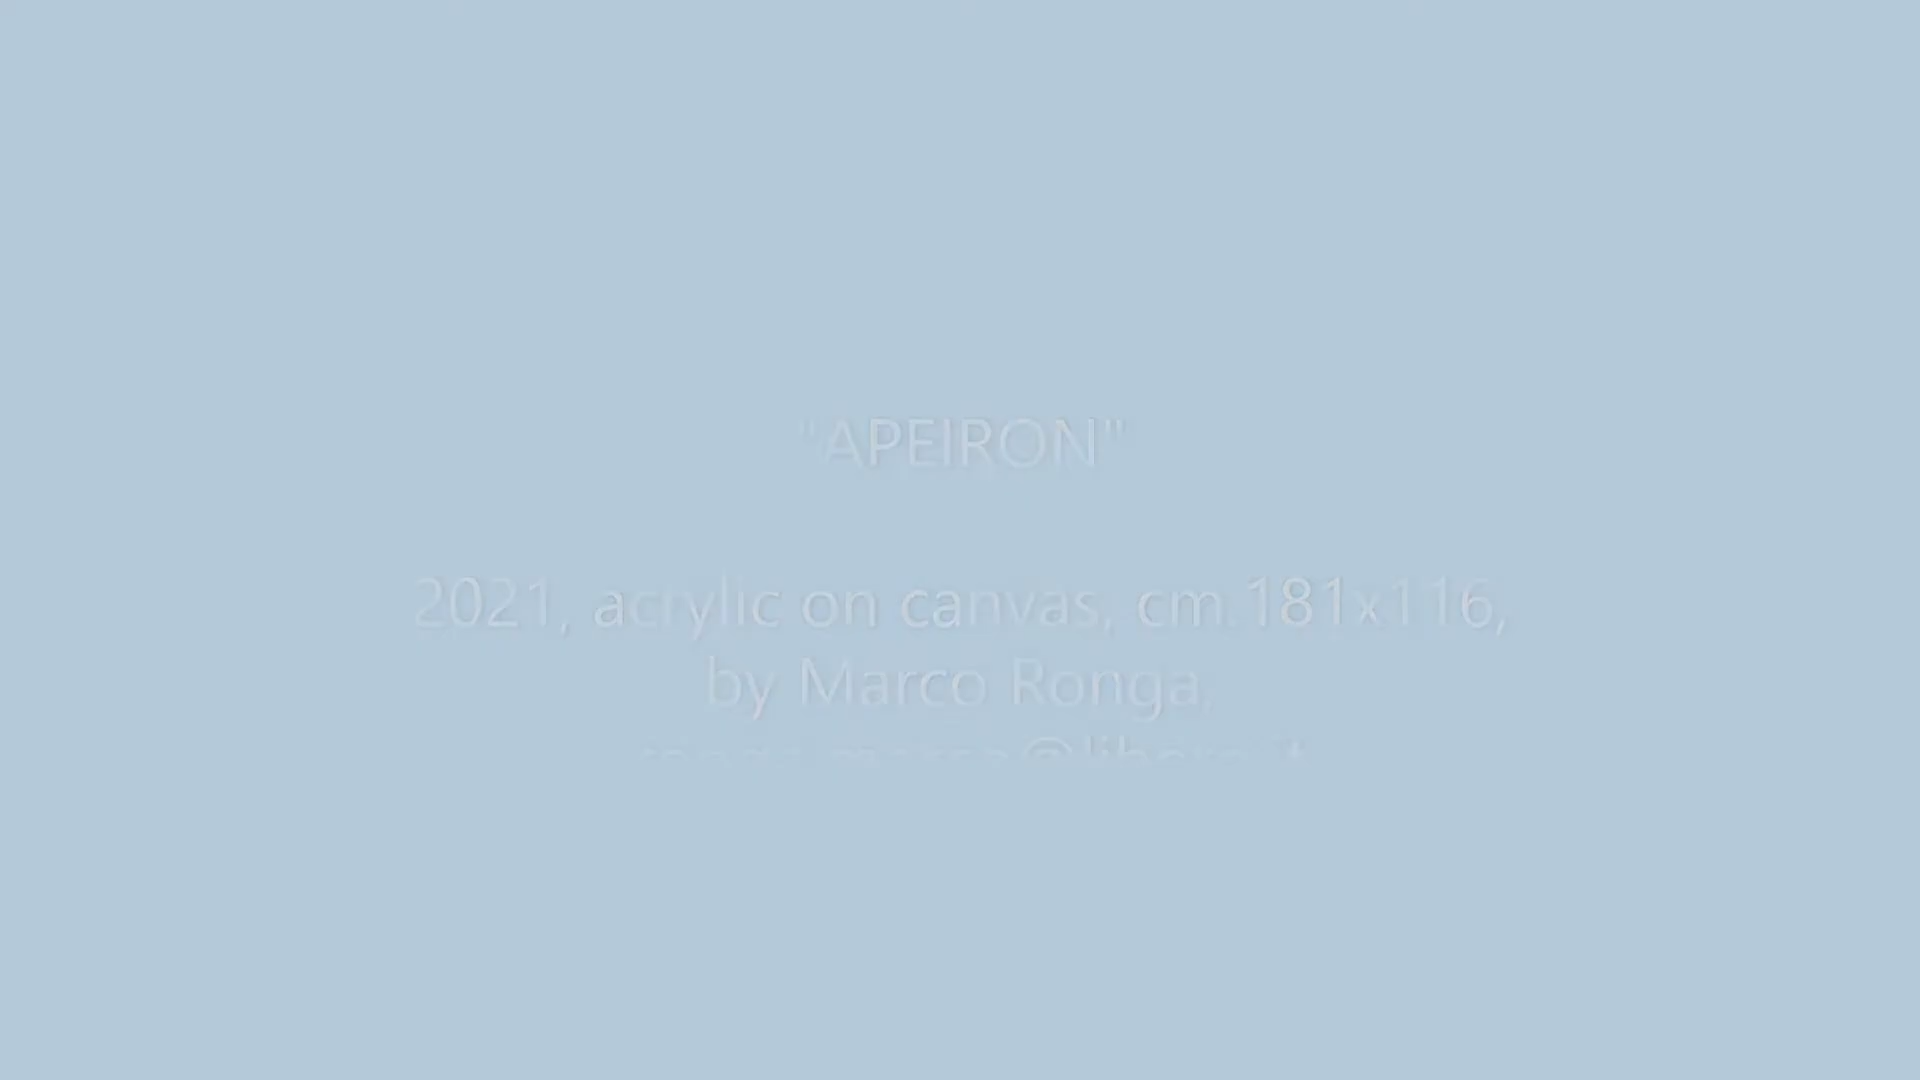 "APEIRON"
2021, acrylic on canvas, cm.181x116,
by Marco Ronga,